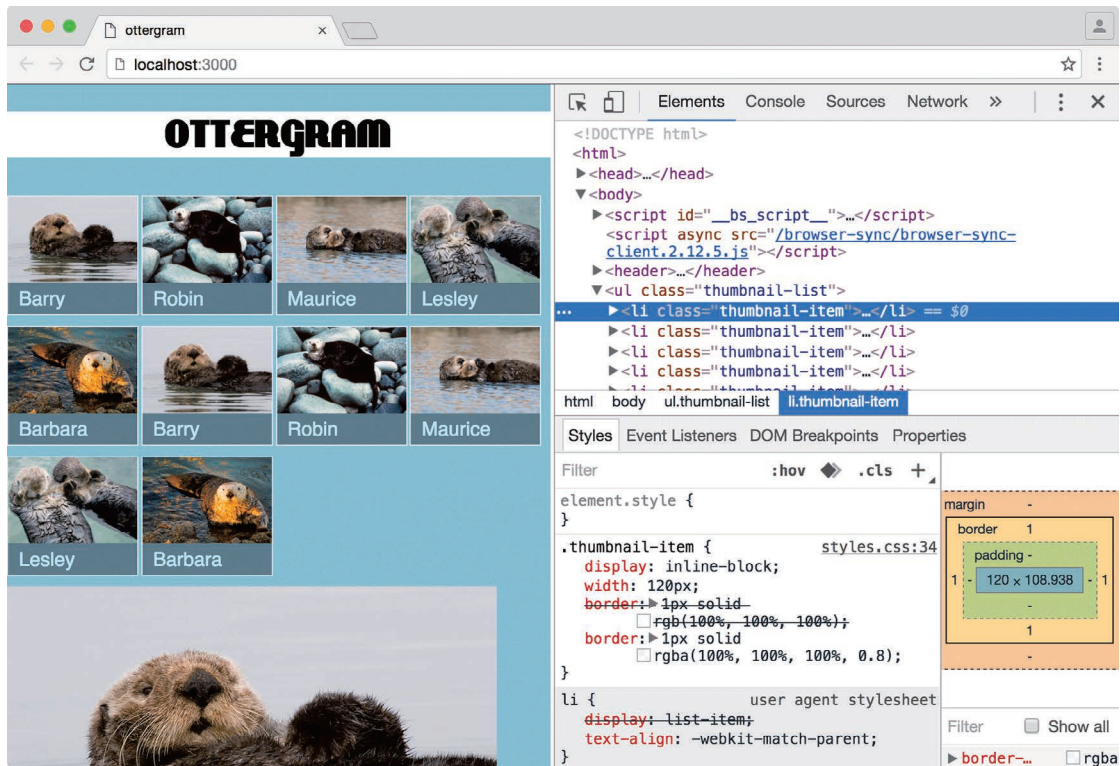 ottergram
localhost:3000
OTTERGRAM
Barry Robin Maurice Lesley
Barbara Barry Robin Maurice
Lesley Barbara
Elements Console Sources Network »
<!DOCTYPE html>
<html>
▶<head>…</head>
▼<body>
▶<script id="__bs_script__">…</script>
<script async src="/browser-sync/browser-sync-
client.2.12.5.js"></script>
▶<header>…</header>
▼<ul class="thumbnail-list">
… ▶<li class="thumbnail-item">…</li> == $0
▶<li class="thumbnail-item">…</li>
▶<li class="thumbnail-item">…</li>
▶<li class="thumbnail-item">…</li>
▶<li class="thumbnail-item">…</li>
html body ul.thumbnail-list li.thumbnail-item
Styles Event Listeners DOM Breakpoints Properties
Filter :hov .cls +
element.style {
}
.thumbnail-item { styles.css:34
display: inline-block;
width: 120px;
border:▶1px solid
rgb(100%, 100%, 100%);
border:▶1px solid
rgba(100%, 100%, 100%, 0.8);
}
li { user agent stylesheet
display: list-item;
text-align: -webkit-match-parent;
}
margin -
border 1
padding -
1 - 120 × 108.938 - 1
-
1
-
Filter Show all
▶border-… rgba